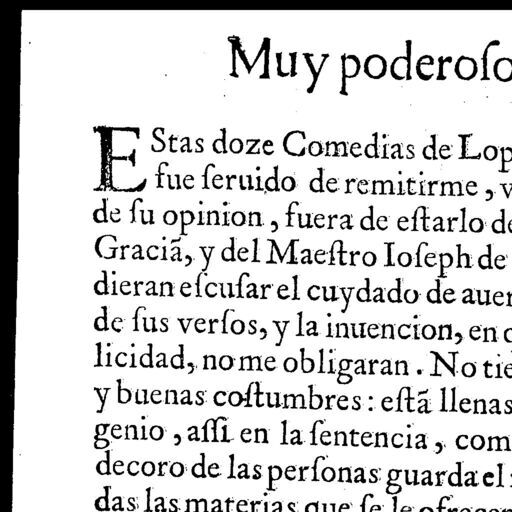 Muy poderoſo
EStas doze Comedias de Lop
fue ſeruido de remitirme, v
de ſu opinion, fuera de eſtarlo de
Graciã, y del Maeſtro Ioſeph de
dieran eſcuſar el cuydado de auer
de ſus verſos, y la inuencion, en
licidad, no me obligaran. No tie
y buenas coſtumbres: eſtã llenas
genio, aſſi en la ſentencia, com
decoro de las perſonas guarda el
das las materias que ſe le ofrecen